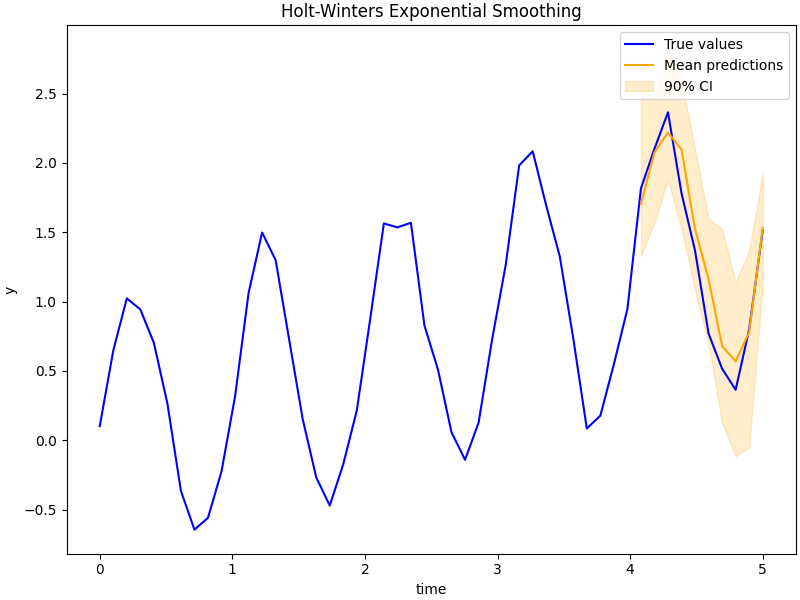 Holt-Winters Exponential Smoothing
True values
Mean predictions
90% CI
2.5
2.0
1.5
1.0
0.5
0.0
−0.5
y
0 1 2 3 4 5
time